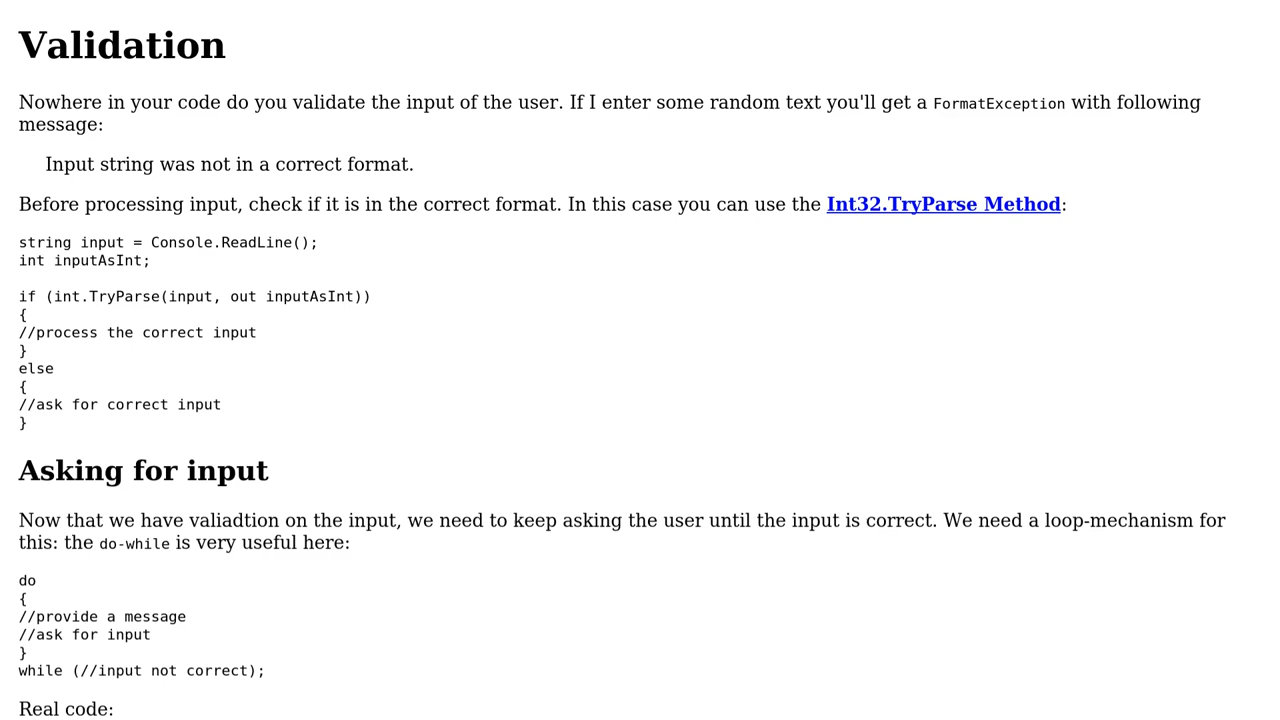 Validation
Nowhere in your code do you validate the input of the user. If I enter some random text you'll get a FormatException with following
message:
Input string was not in a correct format.
Before processing input, check if it is in the correct format. In this case you can use the Int32.TryParse Method:
string input = Console.ReadLine();
int inputAsInt;
if (int.TryParse(input, out inputAsInt))
{
//process the correct input
}
else
{
//ask for correct input
}
Asking for input
Now that we have valiadtion on the input, we need to keep asking the user until the input is correct. We need a loop-mechanism for
this: the do-while is very useful here:
do
{
//provide a message
//ask for input
}
while (//input not correct);
Real code: